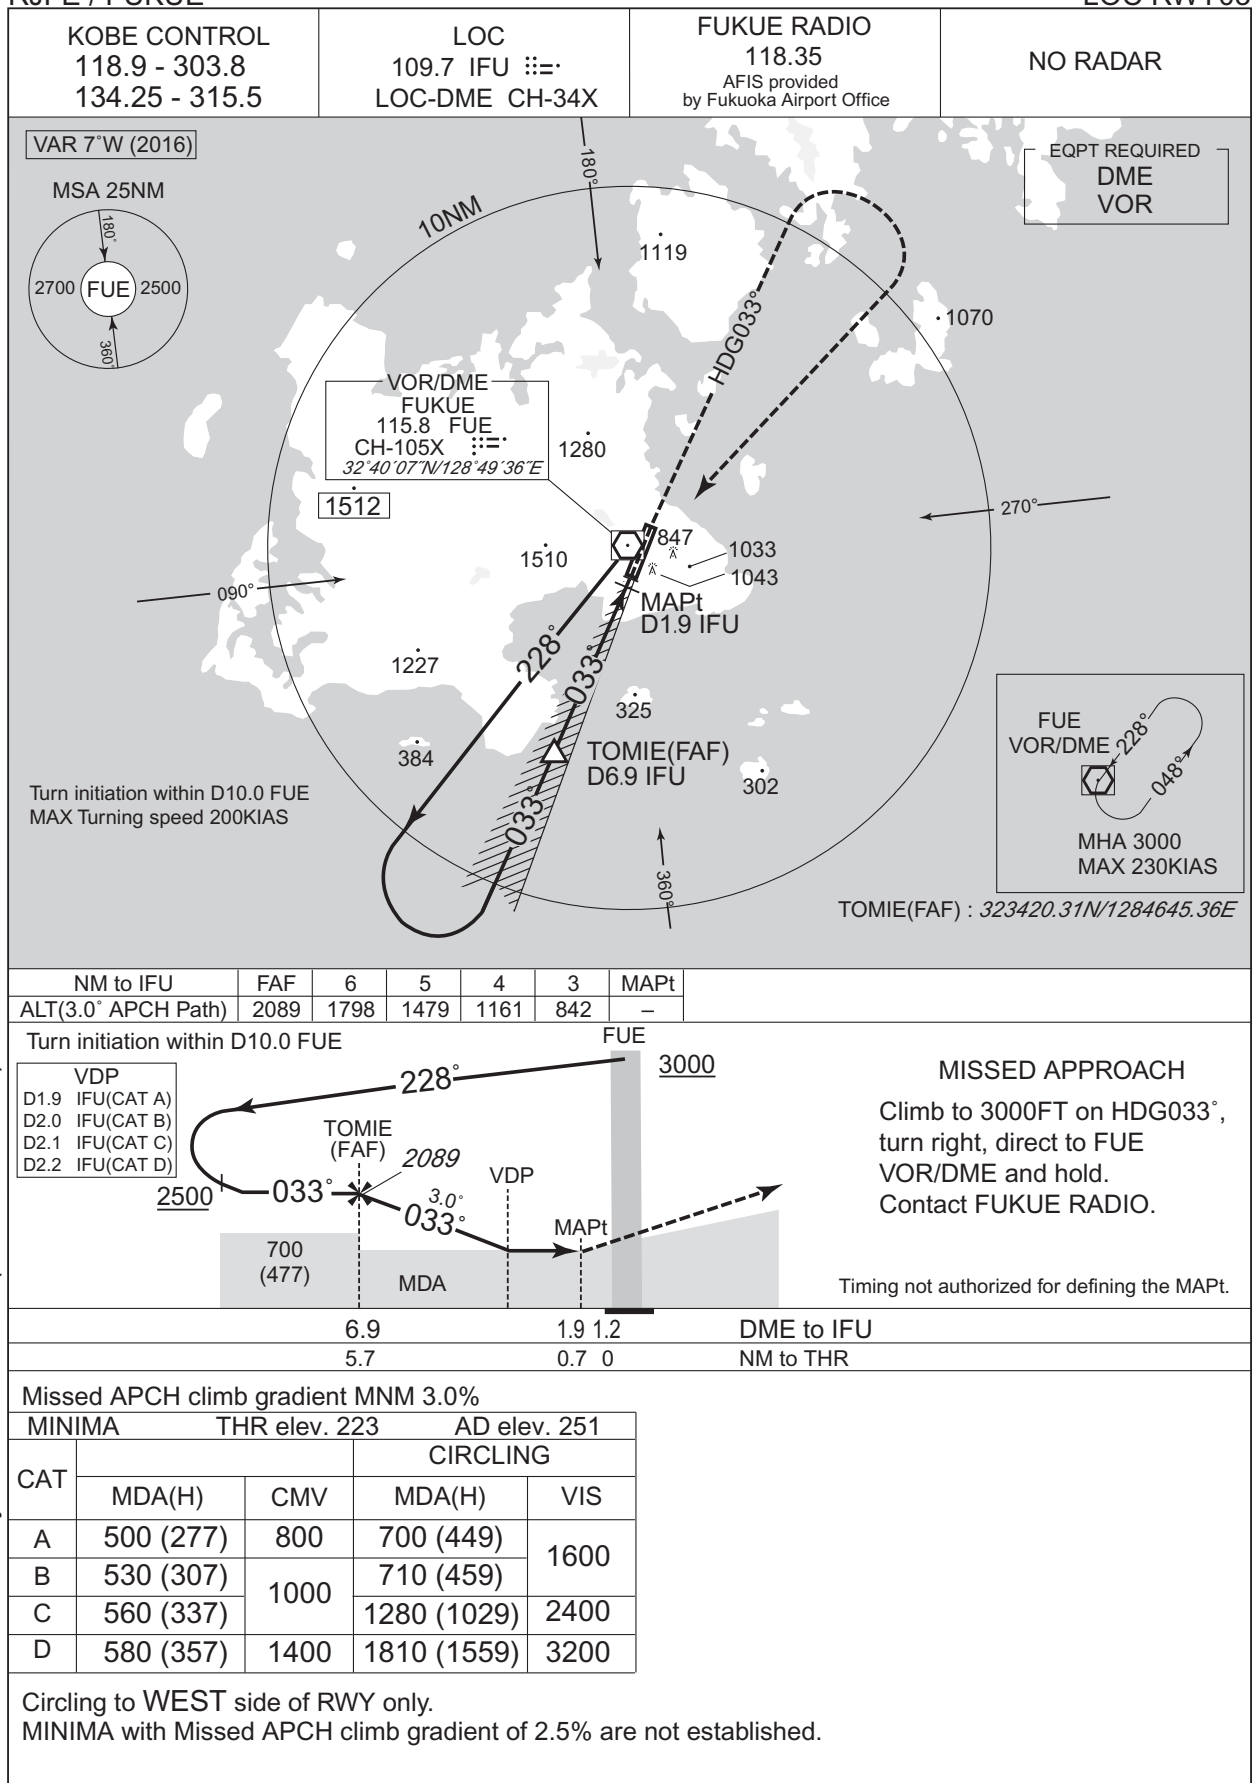 KOBE CONTROL
118.9 - 303.8
134.25 - 315.5
LOC
109.7 IFU
LOC-DME CH-34X
FUKUE RADIO
118.35
AFIS provided
by Fukuoka Airport Office
NO RADAR
VAR 7°W (2016)
MSA 25NM
180°
2700 FUE 2500
360°
10NM
180°
1119
EQPT REQUIRED
DME
VOR
HDG033°
1070
VOR/DME
FUKUE
115.8 FUE
CH-105X
32°40′07″N/128°49′36″E
1280
1512
270°
1510
847
1033
1043
090°
MAPt
D1.9 IFU
228°
033°
1227
325
384
TOMIE(FAF)
D6.9 IFU
302
033°
360°
Turn initiation within D10.0 FUE
MAX Turning speed 200KIAS
FUE
VOR/DME
228°
048°
MHA 3000
MAX 230KIAS
TOMIE(FAF) : 323420.31N/1284645.36E
NM to IFU FAF 6 5 4 3 MAPt
ALT(3.0° APCH Path) 2089 1798 1479 1161 842 –
Turn initiation within D10.0 FUE
FUE
3000
VDP
D1.9 IFU(CAT A)
D2.0 IFU(CAT B)
D2.1 IFU(CAT C)
D2.2 IFU(CAT D)
228°
TOMIE
(FAF)
2089
VDP
2500
033°
3.0°
033°
MAPt
700
(477)
MDA
MISSED APPROACH
Climb to 3000FT on HDG033°,
turn right, direct to FUE
VOR/DME and hold.
Contact FUKUE RADIO.
Timing not authorized for defining the MAPt.
6.9 1.9 1.2 DME to IFU
5.7 0.7 0 NM to THR
Missed APCH climb gradient MNM 3.0%
MINIMA THR elev. 223 AD elev. 251
CAT CIRCLING
MDA(H) CMV MDA(H) VIS
A 500 (277) 800 700 (449) 1600
B 530 (307) 1000 710 (459)
C 560 (337) 1280 (1029) 2400
D 580 (357) 1400 1810 (1559) 3200
Circling to WEST side of RWY only.
MINIMA with Missed APCH climb gradient of 2.5% are not established.